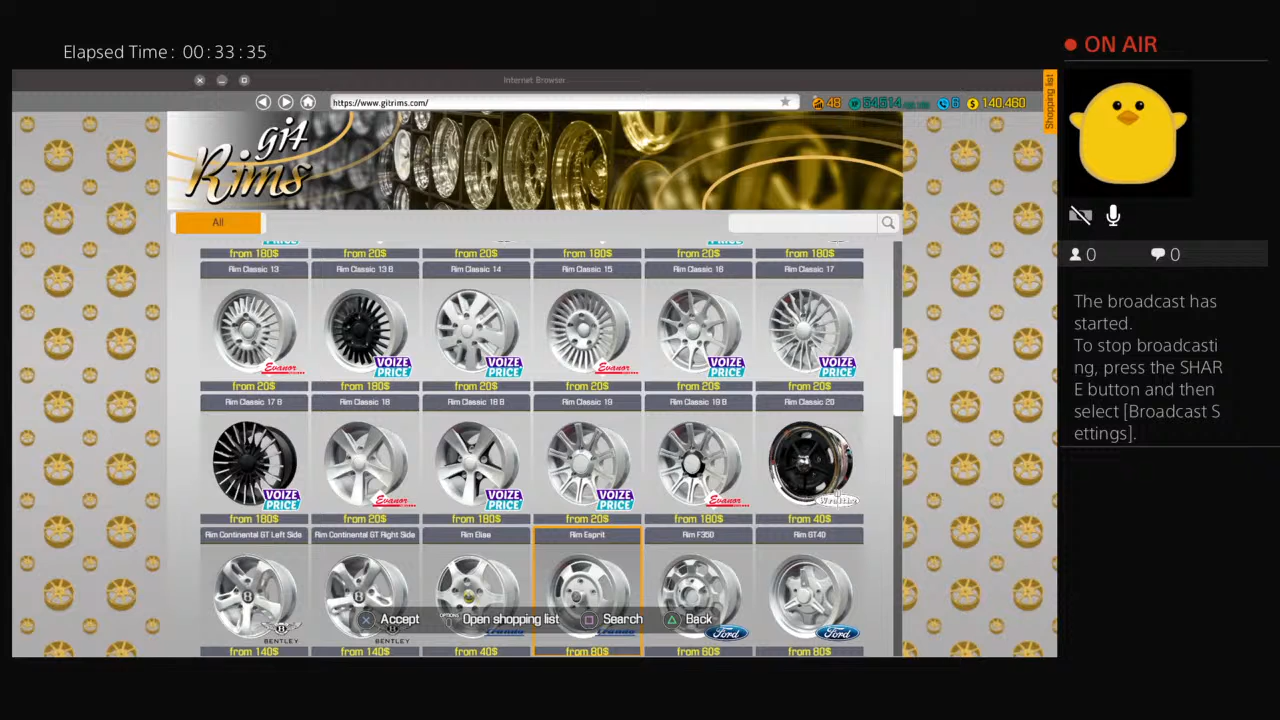 Elapsed Time: 00:33:35
ON AIR
Internet Browser
https://www.gitrims.com/
48
6
140,460
Shopping list
gi4
Rims
All
0
0
The broadcast has
started.
To stop broadcasti
ng, press the SHAR
E button and then
select [Broadcast S
ettings].
from 180$ from 20$ from 20$ from 180$ from 20$ from 180$
Rim Classic 13 Rim Classic 13 B Rim Classic 14 Rim Classic 15 Rim Classic 16 Rim Classic 17
Evanor VOIZE PRICE VOIZE PRICE Evanor VOIZE PRICE VOIZE PRICE
from 20$ from 180$ from 20$ from 20$ from 20$ from 20$
Rim Classic 17 B Rim Classic 18 Rim Classic 18 B Rim Classic 19 Rim Classic 19 B Rim Classic 20
VOIZE PRICE Evanor VOIZE PRICE VOIZE PRICE Evanor
from 180$ from 20$ from 180$ from 20$ from 180$ from 40$
Rim Continental GT Left Side Rim Continental GT Right Side Rim Elise Rim Esprit Rim F350 Rim GT40
Accept OPTIONS Open shopping list Search Back
BENTLEY BENTLEY Ford Ford
from 140$ from 140$ from 40$ from 80$ from 60$ from 80$